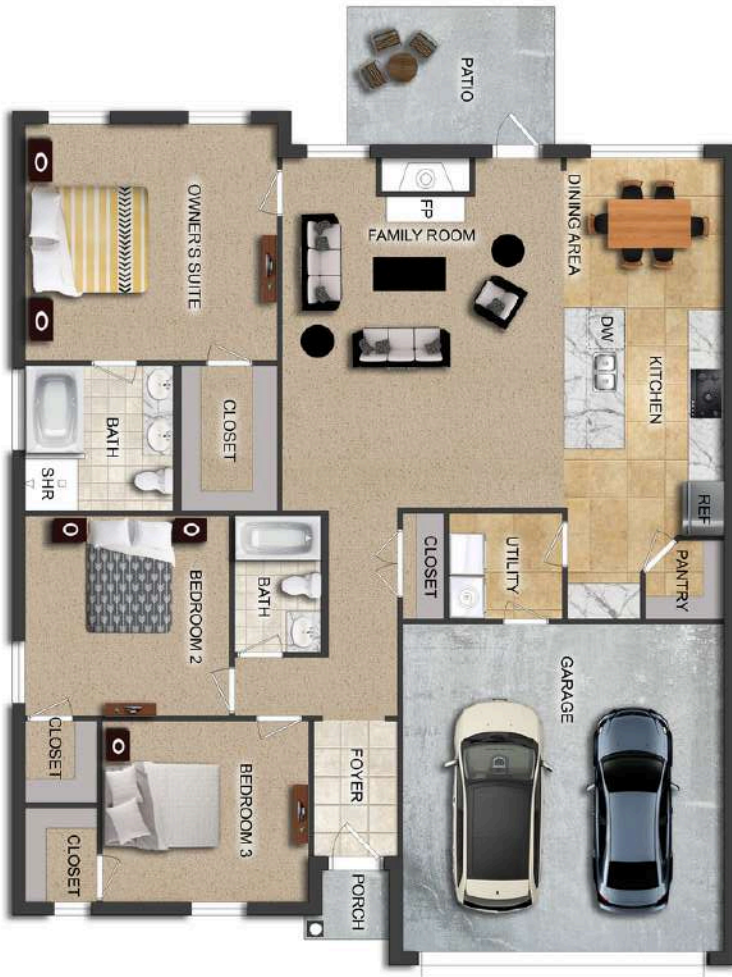 PATIO
OWNER'S SUITE
FP
FAMILY ROOM
DINING AREA
DW
KITCHEN
BATH
SHR
CLOSET
REF
PANTRY
UTILITY
CLOSET
BATH
BEDROOM 2
GARAGE
CLOSET
BEDROOM 3
FOYER
CLOSET
PORCH